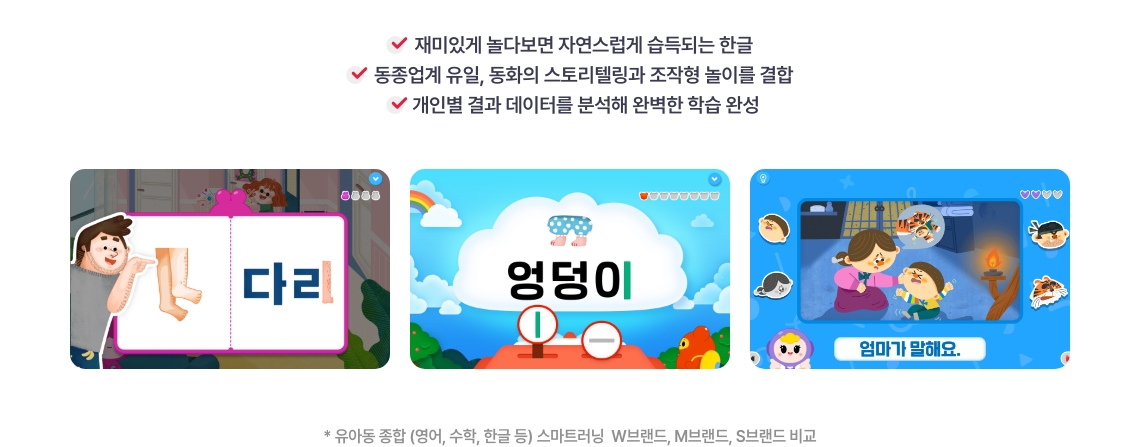 재미있게 놀다보면 자연스럽게 습득되는 한글
동종업계 유일, 동화의 스토리텔링과 조작형 놀이를 결합
개인별 결과 데이터를 분석해 완벽한 학습 완성
다리
엉덩이
ㅣ ㅡ
엄마가 말해요.
* 유아동 종합 (영어, 수학, 한글 등) 스마트러닝 W브랜드, M브랜드, S브랜드 비교